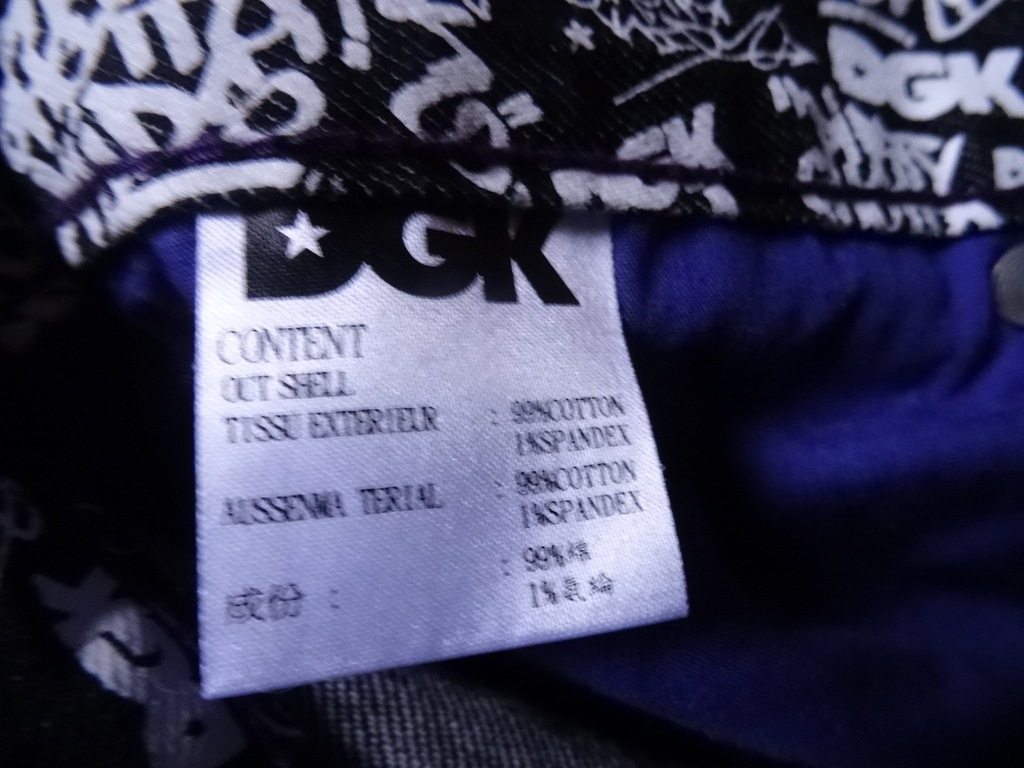 DGK
DGK
CONTENT
OUT SHELL
TISSU EXTERIEUR : 99%COTTON
1%SPANDEX
AUSSENMA TERIAL : 99%COTTON
1%SPANDEX
: 99%棉
成份 : 1%氨綸